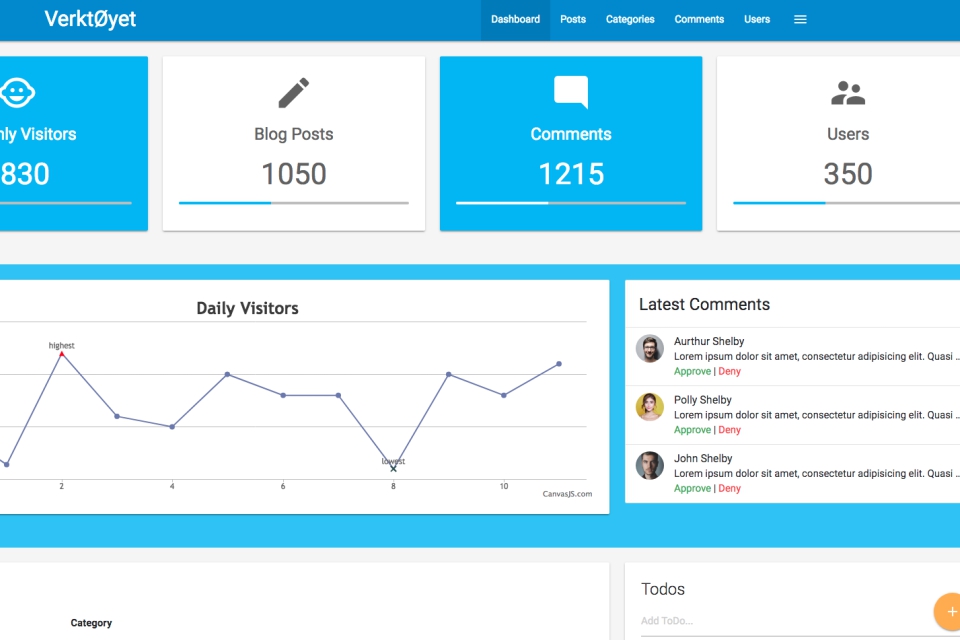 VerktØyet
Dashboard
Posts
Categories
Comments
Users
Visitors
830
Blog Posts
1050
Comments
1215
Users
350
Daily Visitors
highest
lowest
2
4
6
8
10
CanvasJS.com
Latest Comments
Aurthur Shelby
Lorem ipsum dolor sit amet, consectetur adipisicing elit. Quasi ...
Approve | Deny
Polly Shelby
Lorem ipsum dolor sit amet, consectetur adipisicing elit. Quasi ...
Approve | Deny
John Shelby
Lorem ipsum dolor sit amet, consectetur adipisicing elit. Quasi ...
Approve | Deny
Category
Todos
Add ToDo...
+